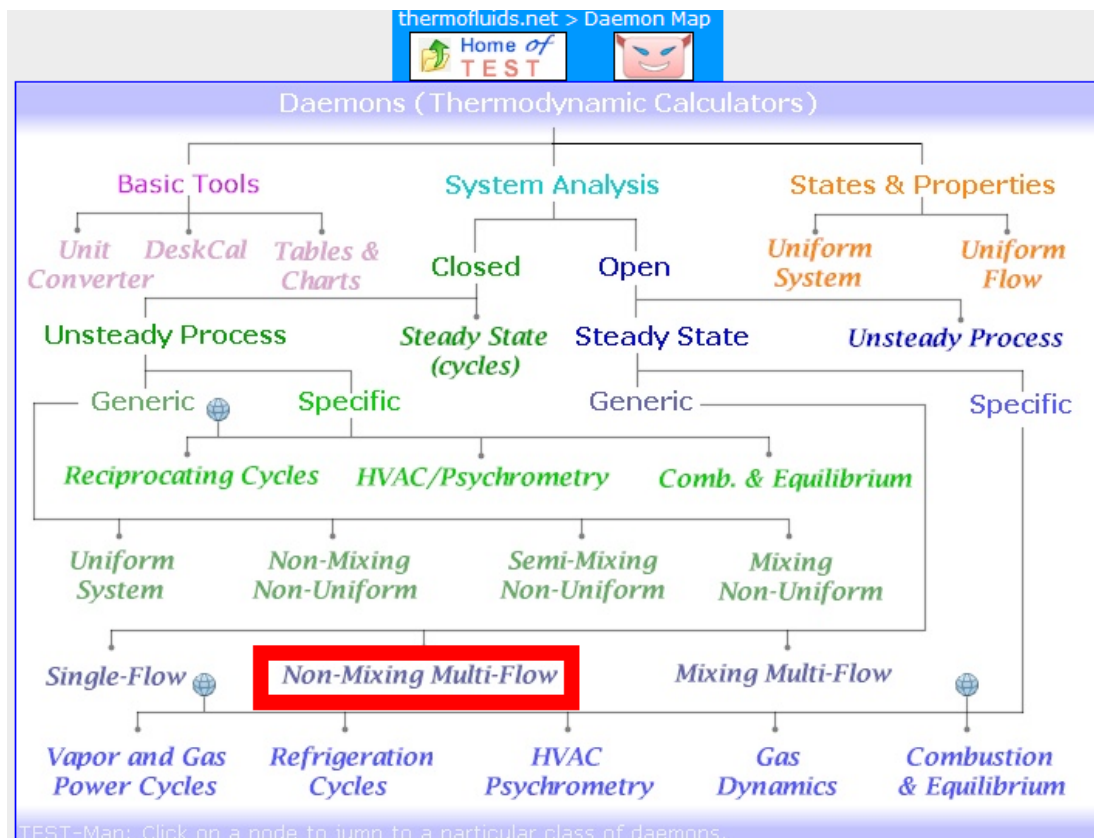 thermofluids.net > Daemon Map
Home of
TEST
Daemons (Thermodynamic Calculators)
Basic Tools
System Analysis
States & Properties
Unit
Converter
DeskCal
Tables &
Charts
Closed
Open
Uniform
System
Uniform
Flow
Unsteady Process
Steady State
(cycles)
Steady State
Unsteady Process
Generic
Specific
Generic
Specific
Reciprocating Cycles
HVAC/Psychrometry
Comb. & Equilibrium
Uniform
System
Non-Mixing
Non-Uniform
Semi-Mixing
Non-Uniform
Mixing
Non-Uniform
Single-Flow
Non-Mixing Multi-Flow
Mixing Multi-Flow
Vapor and Gas
Power Cycles
Refrigeration
Cycles
HVAC
Psychrometry
Gas
Dynamics
Combustion
& Equilibrium
TEST-Man: Click on a node to jump to a particular class of daemons.